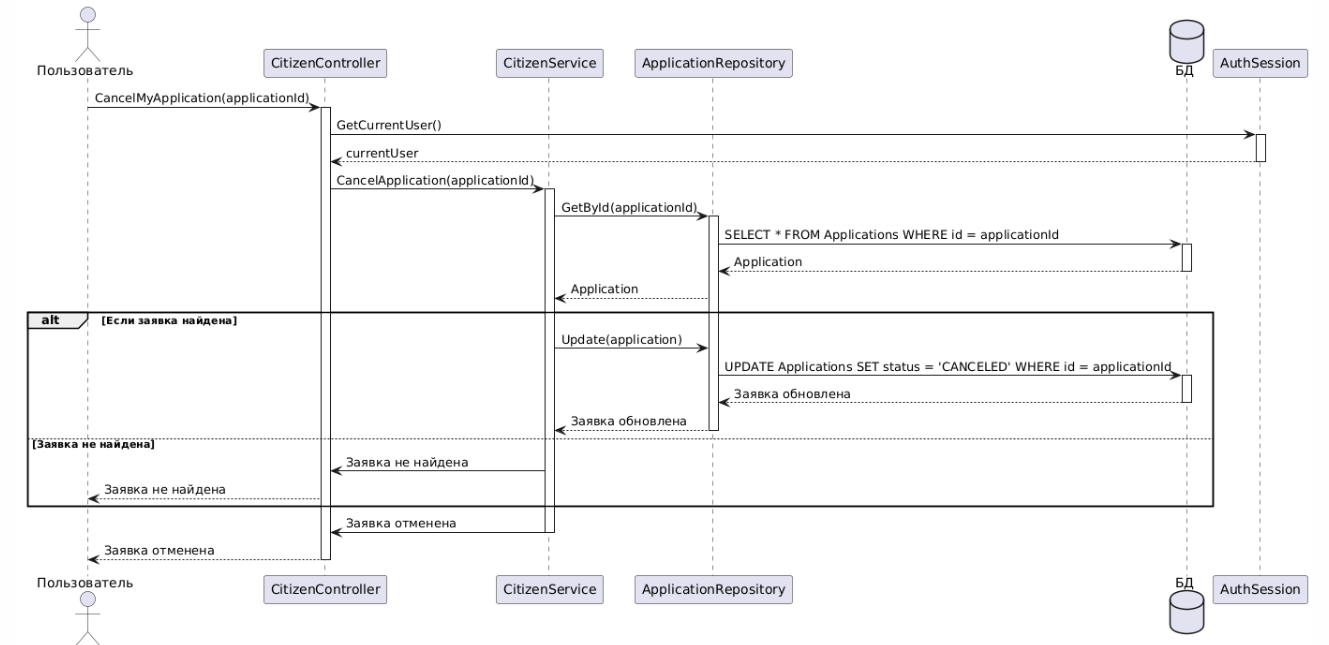 Пользователь
CitizenController
CitizenService
ApplicationRepository
БД
AuthSession
CancelMyApplication(applicationId)
GetCurrentUser()
currentUser
CancelApplication(applicationId)
GetById(applicationId)
SELECT * FROM Applications WHERE id = applicationId
Application
Application
alt [Если заявка найдена]
Update(application)
UPDATE Applications SET status = 'CANCELED' WHERE id = applicationId
Заявка обновлена
Заявка обновлена
[Заявка не найдена]
Заявка не найдена
Заявка не найдена
Заявка отменена
Заявка отменена
Пользователь
CitizenController
CitizenService
ApplicationRepository
БД
AuthSession